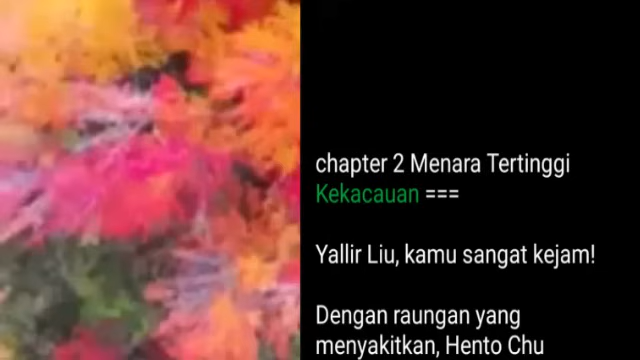 chapter 2 Menara Tertinggi
Kekacauan ===
Yallir Liu, kamu sangat kejam!
Dengan raungan yang
menyakitkan, Hento Chu